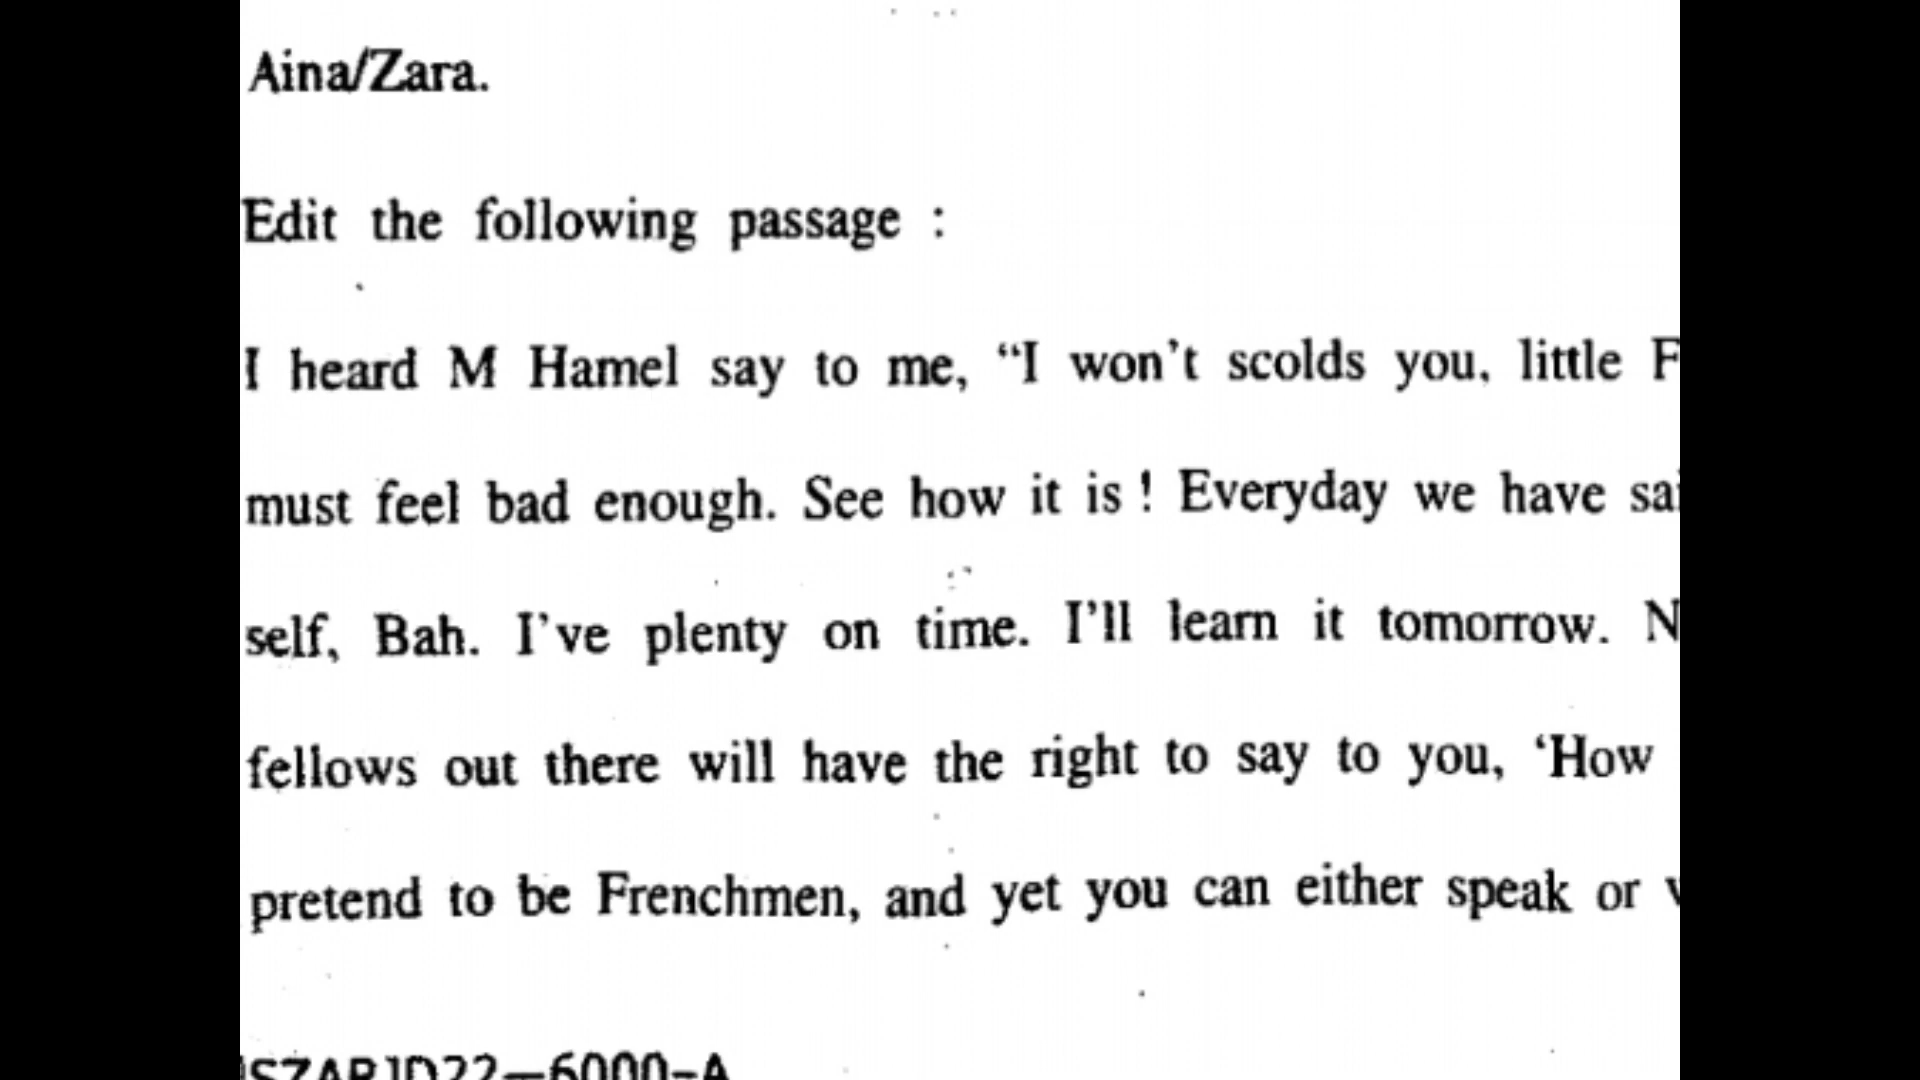 Aina/Zara.
Edit the following passage :
I heard M Hamel say to me, “I won’t scolds you, little
must feel bad enough. See how it is ! Everyday we have
self, Bah. I’ve plenty on time. I’ll learn it tomorrow.
fellows out there will have the right to say to you, ‘How
pretend to be Frenchmen, and yet you can either speak or